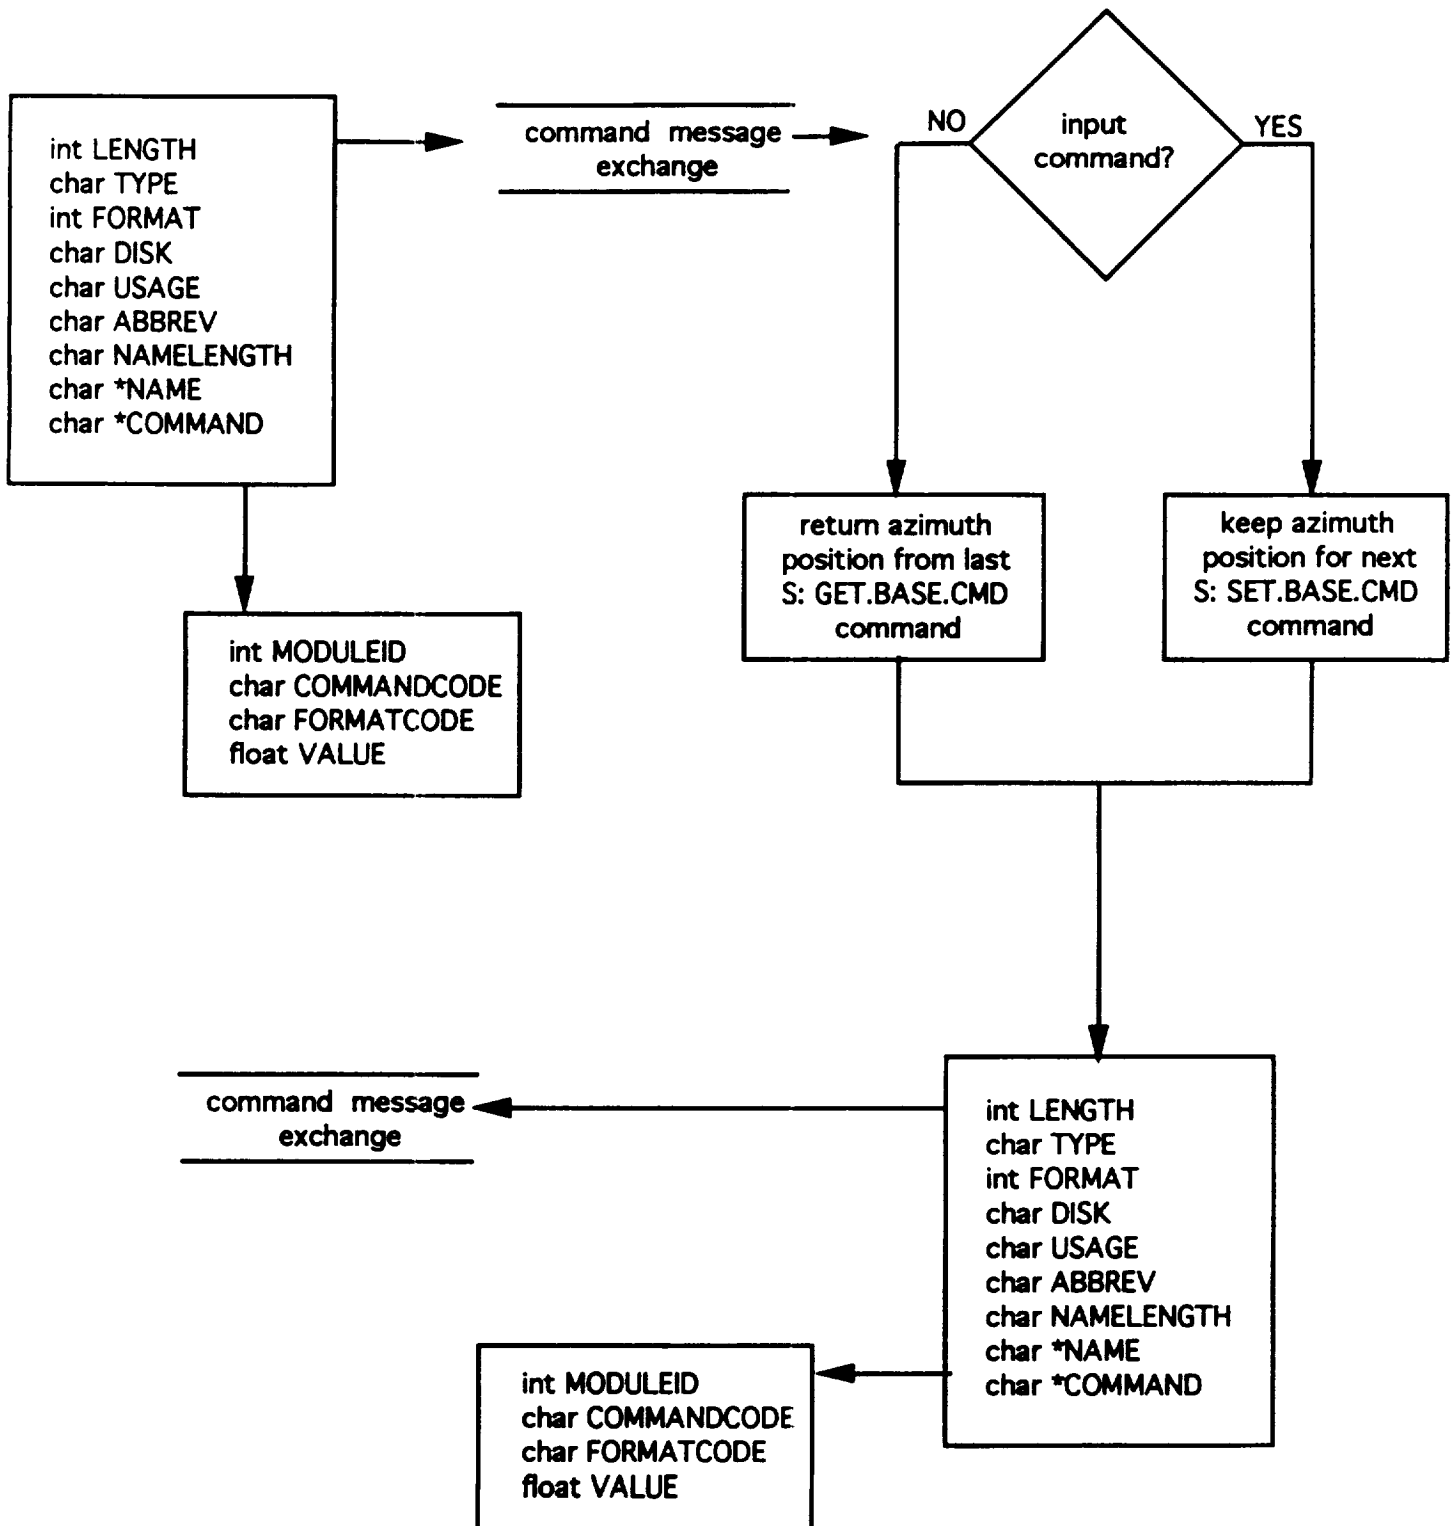 int LENGTH
char TYPE
int FORMAT
char DISK
char USAGE
char ABBREV
char NAMELENGTH
char *NAME
char *COMMAND
command message
exchange
NO
input
command?
YES
int MODULEID
char COMMANDCODE
char FORMATCODE
float VALUE
return azimuth
position from last
S: GET.BASE.CMD
command
keep azimuth
position for next
S: SET.BASE.CMD
command
command message
exchange
int LENGTH
char TYPE
int FORMAT
char DISK
char USAGE
char ABBREV
char NAMELENGTH
char *NAME
char *COMMAND
int MODULEID
char COMMANDCODE
char FORMATCODE
float VALUE